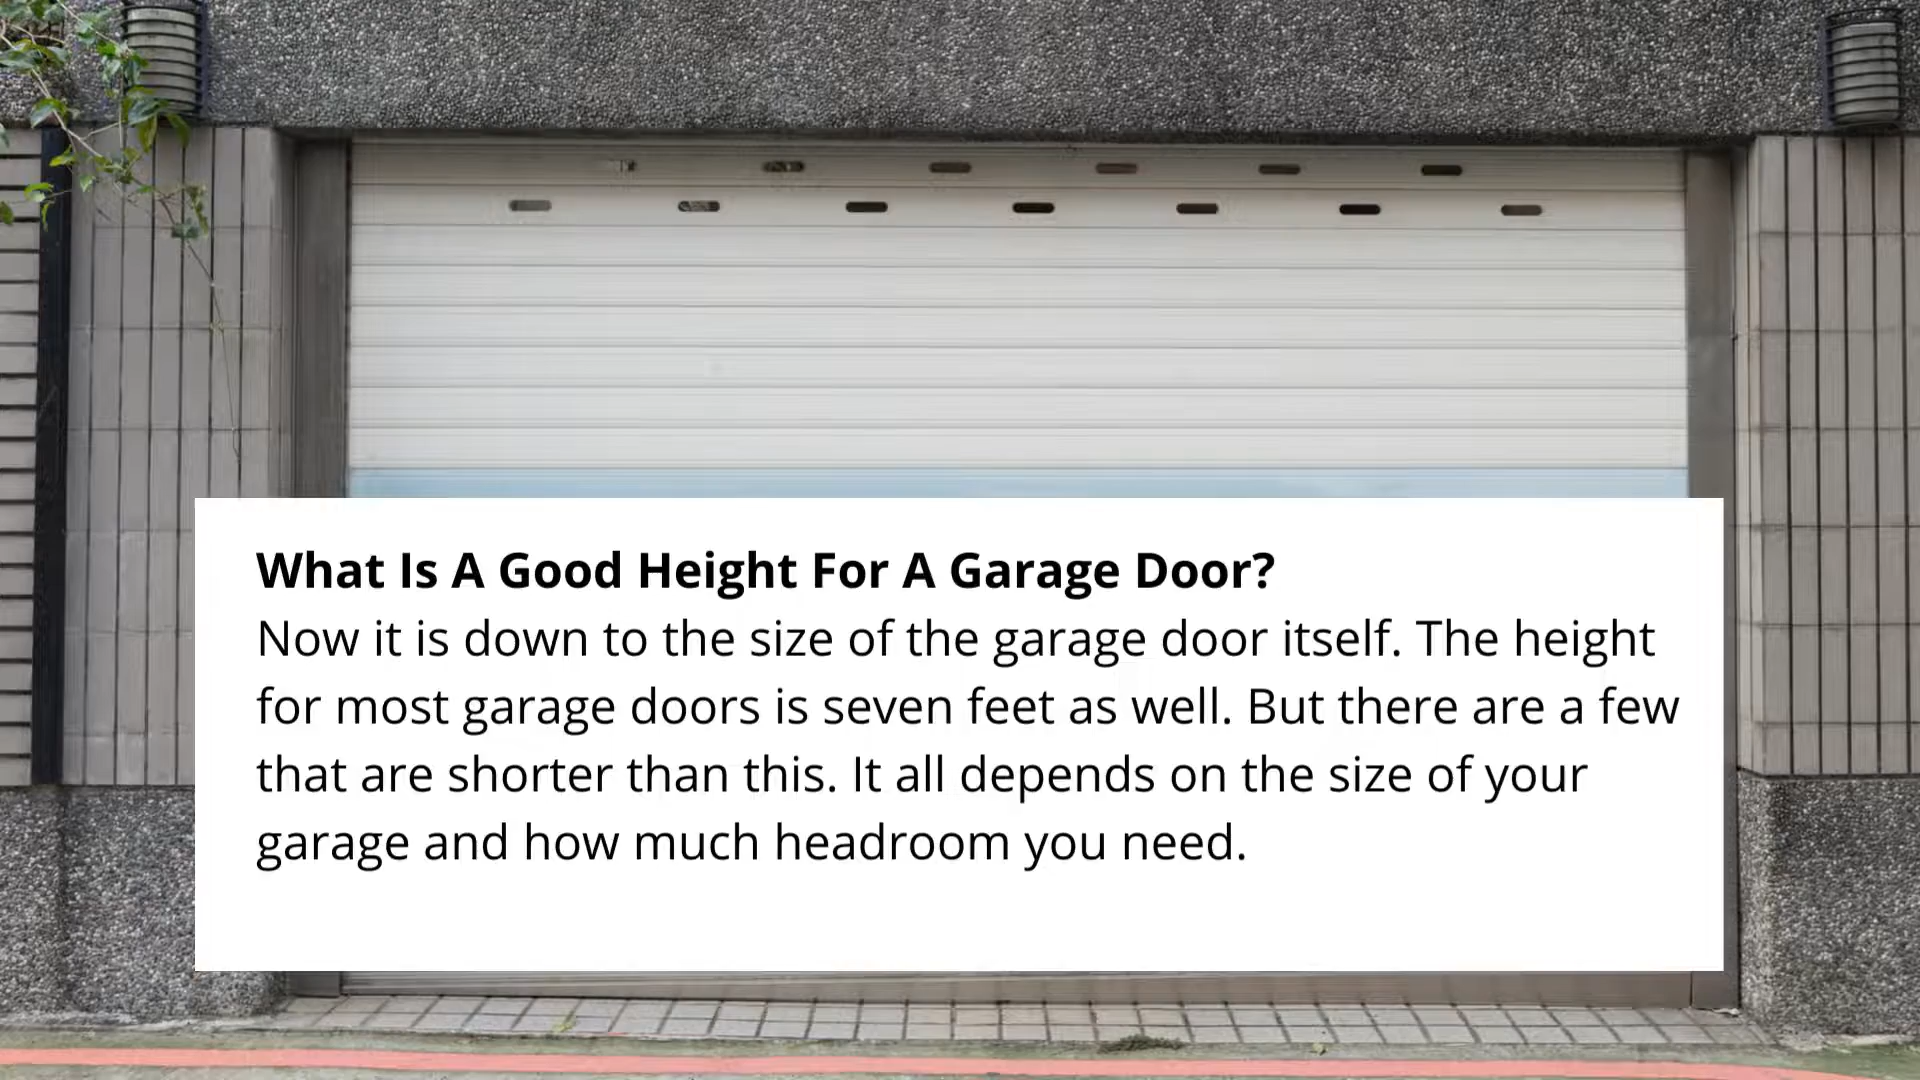 What Is A Good Height For A Garage Door?
Now it is down to the size of the garage door itself. The height
for most garage doors is seven feet as well. But there are a few
that are shorter than this. It all depends on the size of your
garage and how much headroom you need.